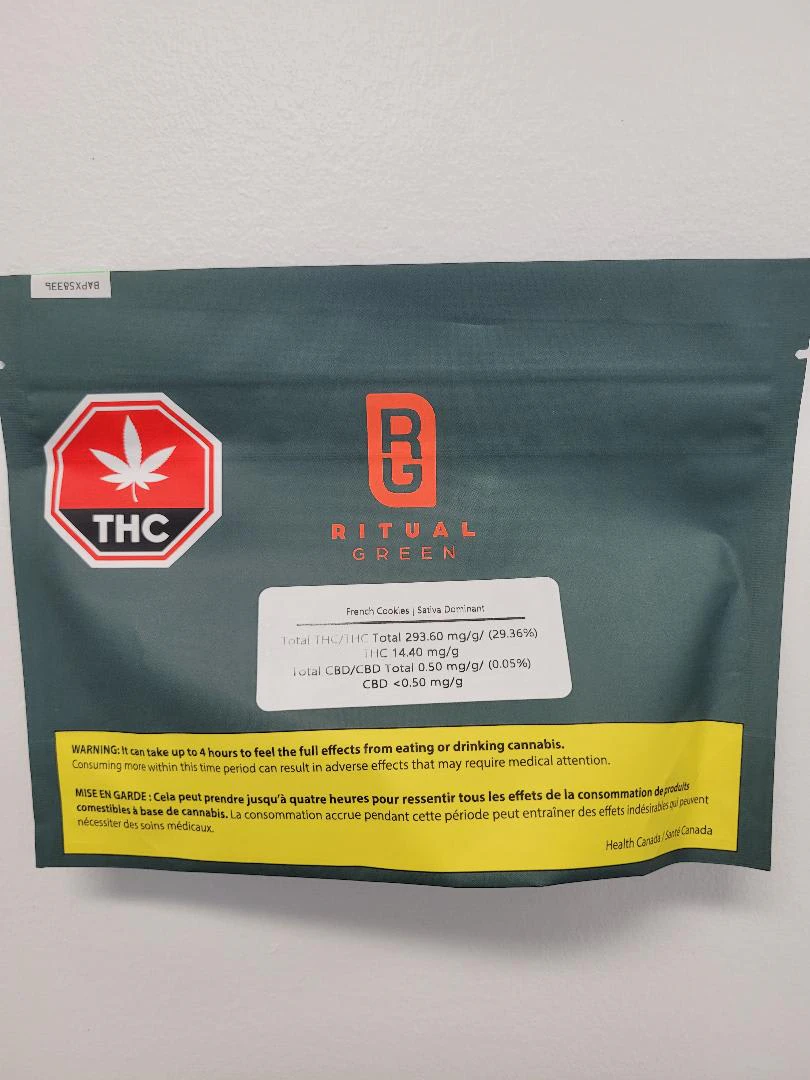 BAPXS8336
THC
RG
RITUAL
GREEN
French Cookies | Sativa Dominant
Total THC/THC Total 293.60 mg/g/ (29.36%)
THC 14.40 mg/g
Total CBD/CBD Total 0.50 mg/g/ (0.05%)
CBD <0.50 mg/g
WARNING: It can take up to 4 hours to feel the full effects from eating or drinking cannabis.
Consuming more within this time period can result in adverse effects that may require medical attention.
MISE EN GARDE : Cela peut prendre jusqu'à quatre heures pour ressentir tous les effets de la consommation de produits
comestibles à base de cannabis. La consommation accrue pendant cette période peut entraîner des effets indésirables qui peuvent
nécessiter des soins médicaux.
Health Canada / Santé Canada